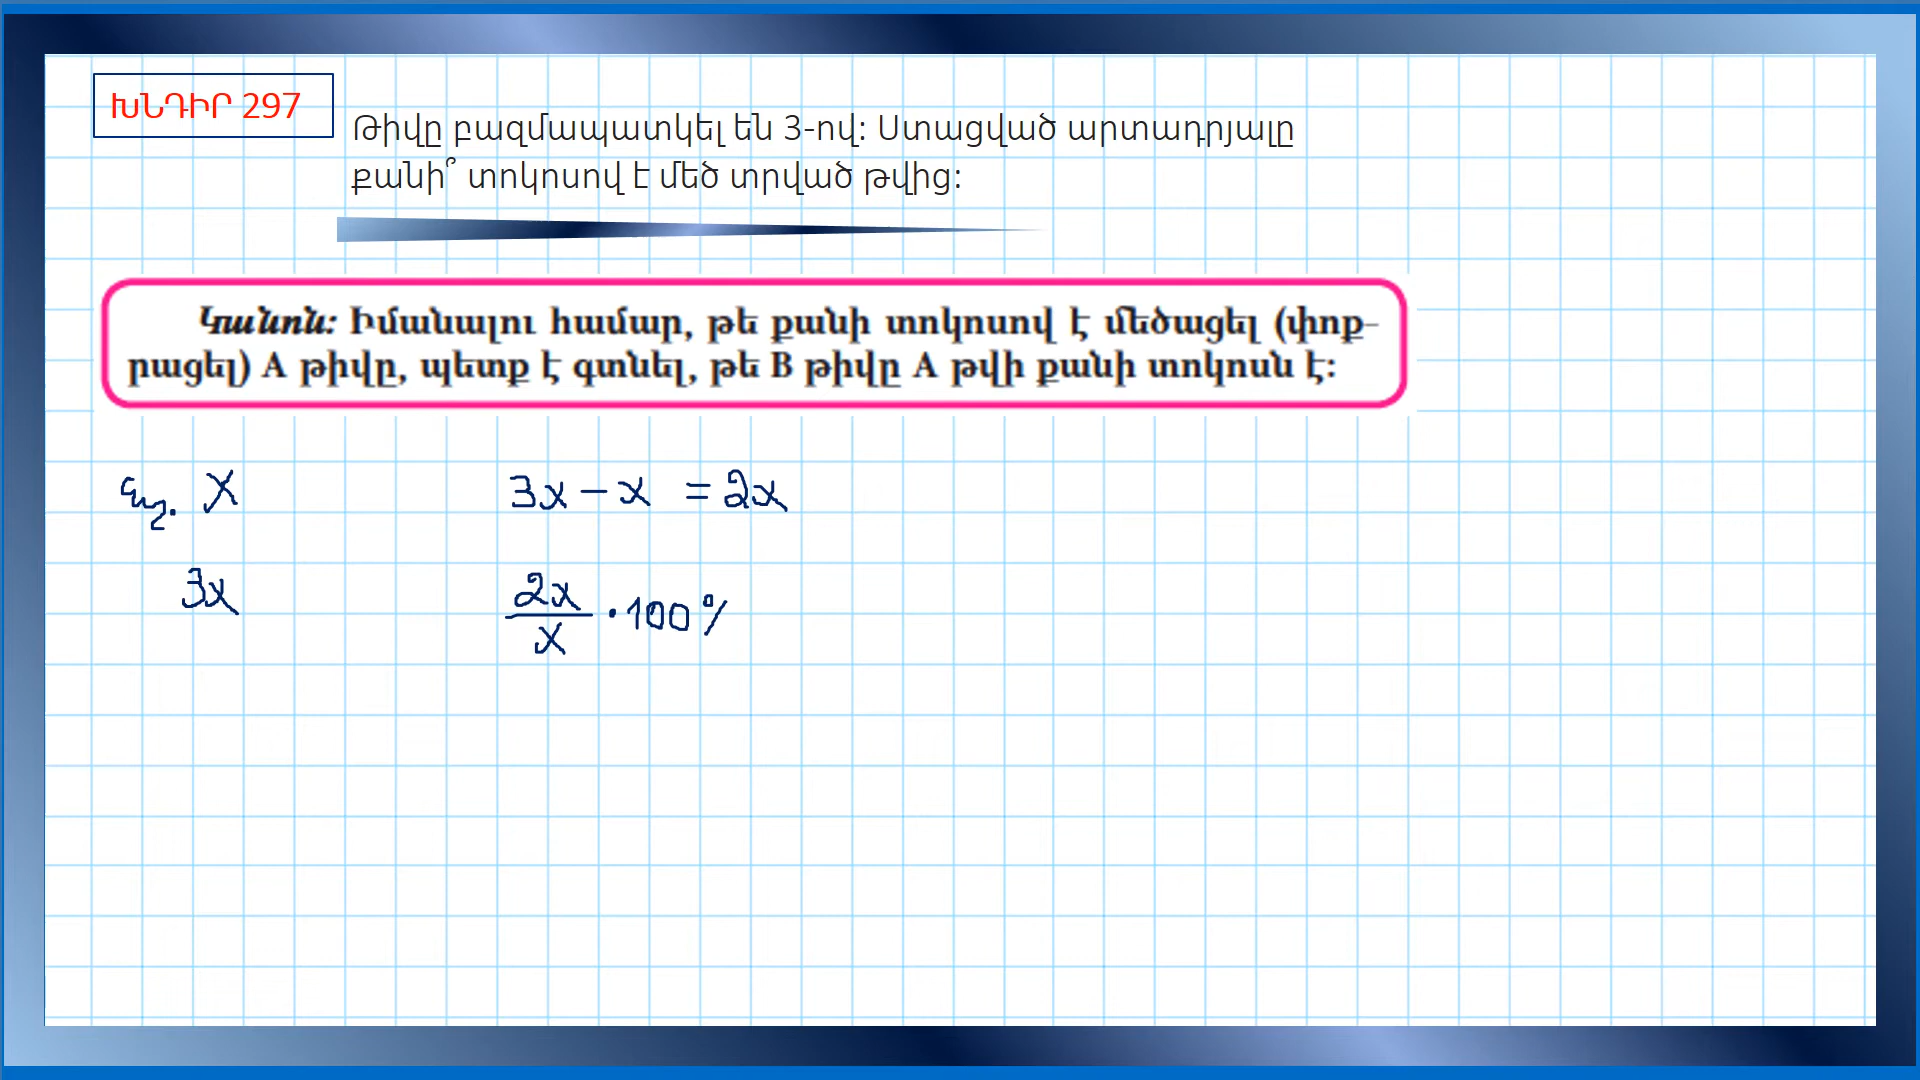 ԽՆԴԻՐ 297
Թիվը բազմապատկել են 3-ով: Ստացված արտադրյալը
քանի՞ տոկոսով է մեծ տրված թվից:
Կանոն: Իմանալու համար, թե քանի տոկոսով է մեծացել (փոք-
րացել) A թիվը, պետք է գտնել, թե B թիվը A թվի քանի տոկոսն է:
նշ. x
3x
3x − x = 2x
2x/x · 100%